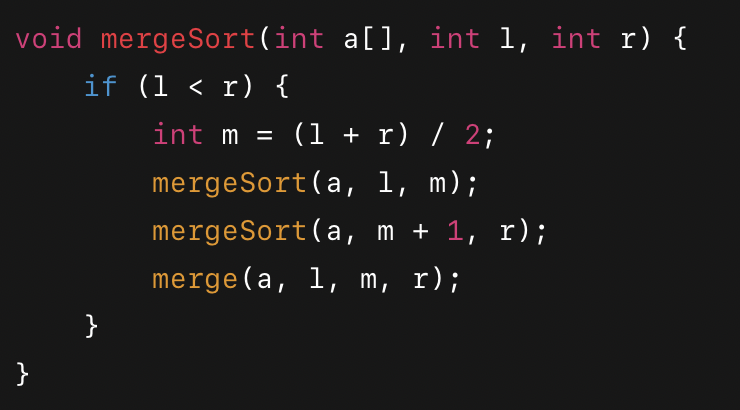 void mergeSort(int a[], int l, int r) {
    if (l < r) {
        int m = (l + r) / 2;
        mergeSort(a, l, m);
        mergeSort(a, m + 1, r);
        merge(a, l, m, r);
    }
}